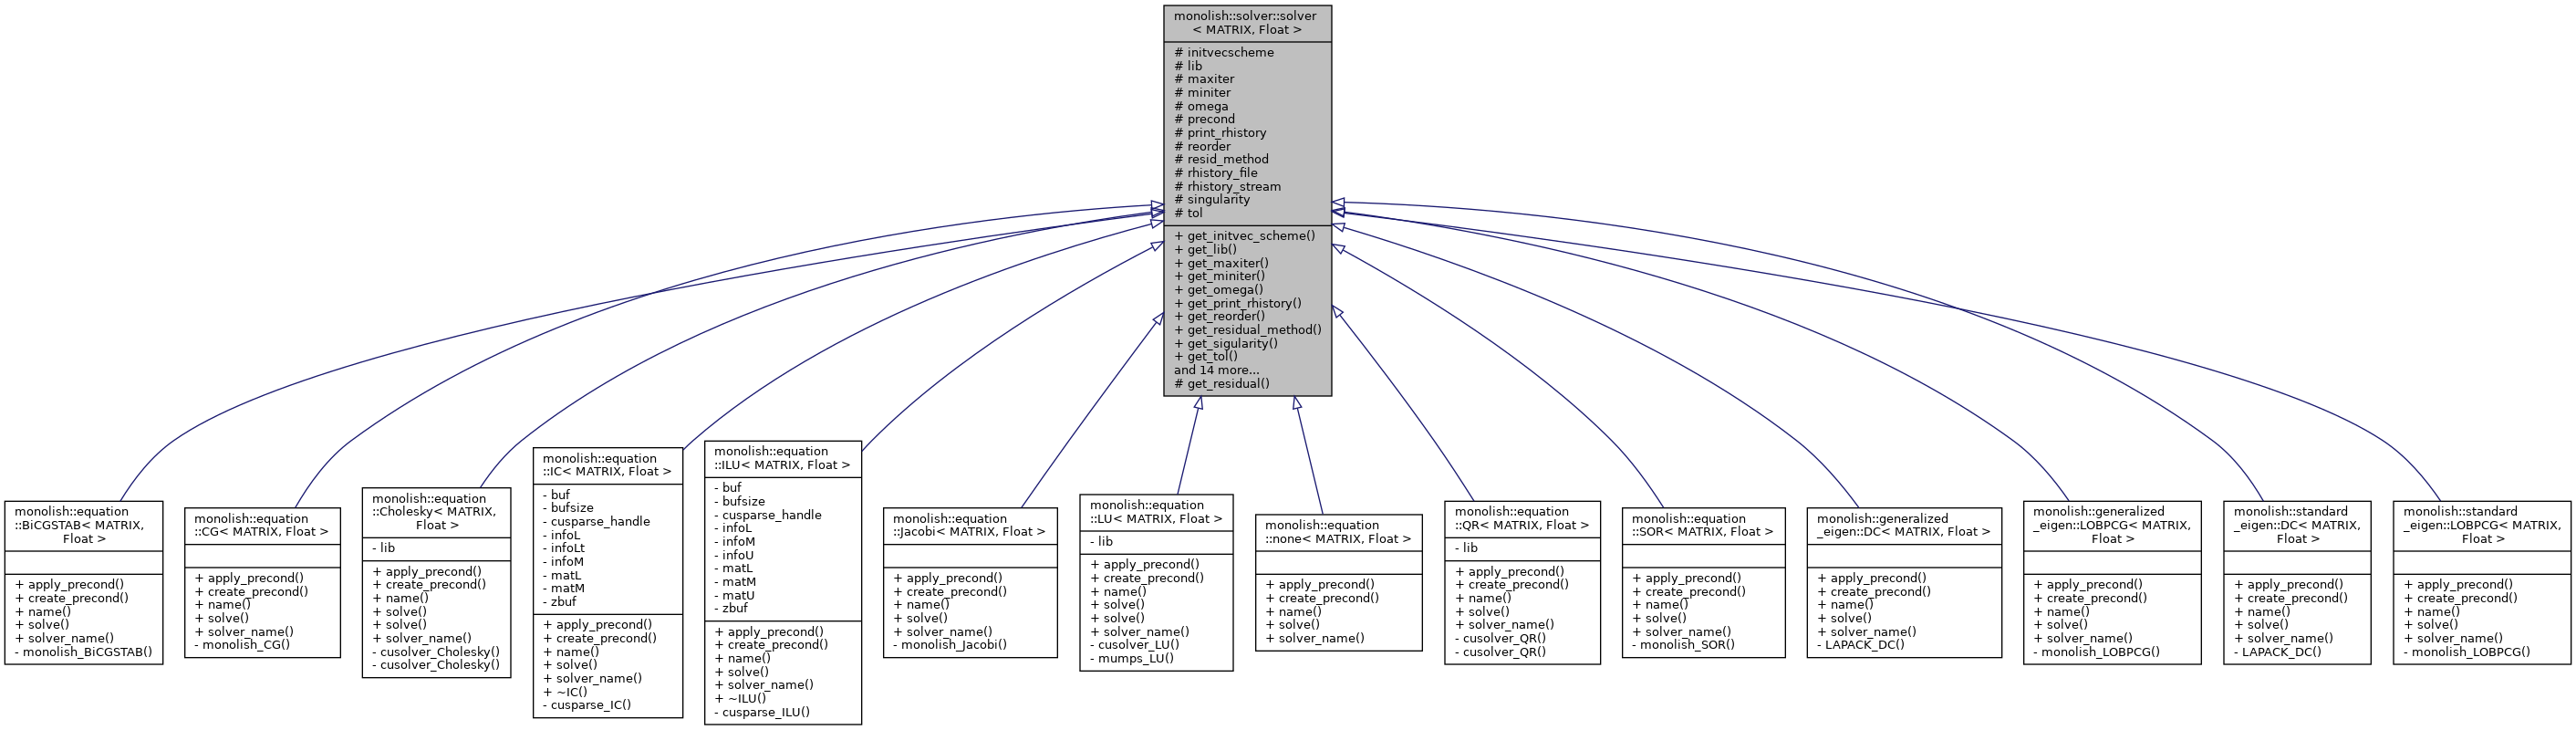 monolish::solver::solver
< MATRIX, Float >
# initvecscheme
# lib
# maxiter
# miniter
# omega
# precond
# print_rhistory
# reorder
# resid_method
# rhistory_file
# rhistory_stream
# singularity
# tol
+ get_initvec_scheme()
+ get_lib()
+ get_maxiter()
+ get_miniter()
+ get_omega()
+ get_print_rhistory()
+ get_reorder()
+ get_residual_method()
+ get_sigularity()
+ get_tol()
and 14 more...
# get_residual()
monolish::equation
::BiCGSTAB< MATRIX,
Float >
+ apply_precond()
+ create_precond()
+ name()
+ solve()
+ solver_name()
- monolish_BiCGSTAB()
monolish::equation
::CG< MATRIX, Float >
+ apply_precond()
+ create_precond()
+ name()
+ solve()
+ solver_name()
- monolish_CG()
monolish::equation
::Cholesky< MATRIX,
Float >
- lib
+ apply_precond()
+ create_precond()
+ name()
+ solve()
+ solve()
+ solver_name()
- cusolver_Cholesky()
- cusolver_Cholesky()
monolish::equation
::IC< MATRIX, Float >
- buf
- bufsize
- cusparse_handle
- infoL
- infoLt
- infoM
- matL
- matM
- zbuf
+ apply_precond()
+ create_precond()
+ name()
+ solve()
+ solver_name()
+ ~IC()
- cusparse_IC()
monolish::equation
::ILU< MATRIX, Float >
- buf
- bufsize
- cusparse_handle
- infoL
- infoM
- infoU
- matL
- matM
- matU
- zbuf
+ apply_precond()
+ create_precond()
+ name()
+ solve()
+ solver_name()
+ ~ILU()
- cusparse_ILU()
monolish::equation
::Jacobi< MATRIX, Float >
+ apply_precond()
+ create_precond()
+ name()
+ solve()
+ solver_name()
- monolish_Jacobi()
monolish::equation
::LU< MATRIX, Float >
- lib
+ apply_precond()
+ create_precond()
+ name()
+ solve()
+ solve()
+ solver_name()
- cusolver_LU()
- mumps_LU()
monolish::equation
::none< MATRIX, Float >
+ apply_precond()
+ create_precond()
+ name()
+ solve()
+ solver_name()
monolish::equation
::QR< MATRIX, Float >
- lib
+ apply_precond()
+ create_precond()
+ name()
+ solve()
+ solver_name()
- cusolver_QR()
- cusolver_QR()
monolish::equation
::SOR< MATRIX, Float >
+ apply_precond()
+ create_precond()
+ name()
+ solve()
+ solver_name()
- monolish_SOR()
monolish::generalized
_eigen::DC< MATRIX, Float >
+ apply_precond()
+ create_precond()
+ name()
+ solve()
+ solver_name()
- LAPACK_DC()
monolish::generalized
_eigen::LOBPCG< MATRIX,
Float >
+ apply_precond()
+ create_precond()
+ name()
+ solve()
+ solver_name()
- monolish_LOBPCG()
monolish::standard
_eigen::DC< MATRIX,
Float >
+ apply_precond()
+ create_precond()
+ name()
+ solve()
+ solver_name()
- LAPACK_DC()
monolish::standard
_eigen::LOBPCG< MATRIX,
Float >
+ apply_precond()
+ create_precond()
+ name()
+ solve()
+ solver_name()
- monolish_LOBPCG()